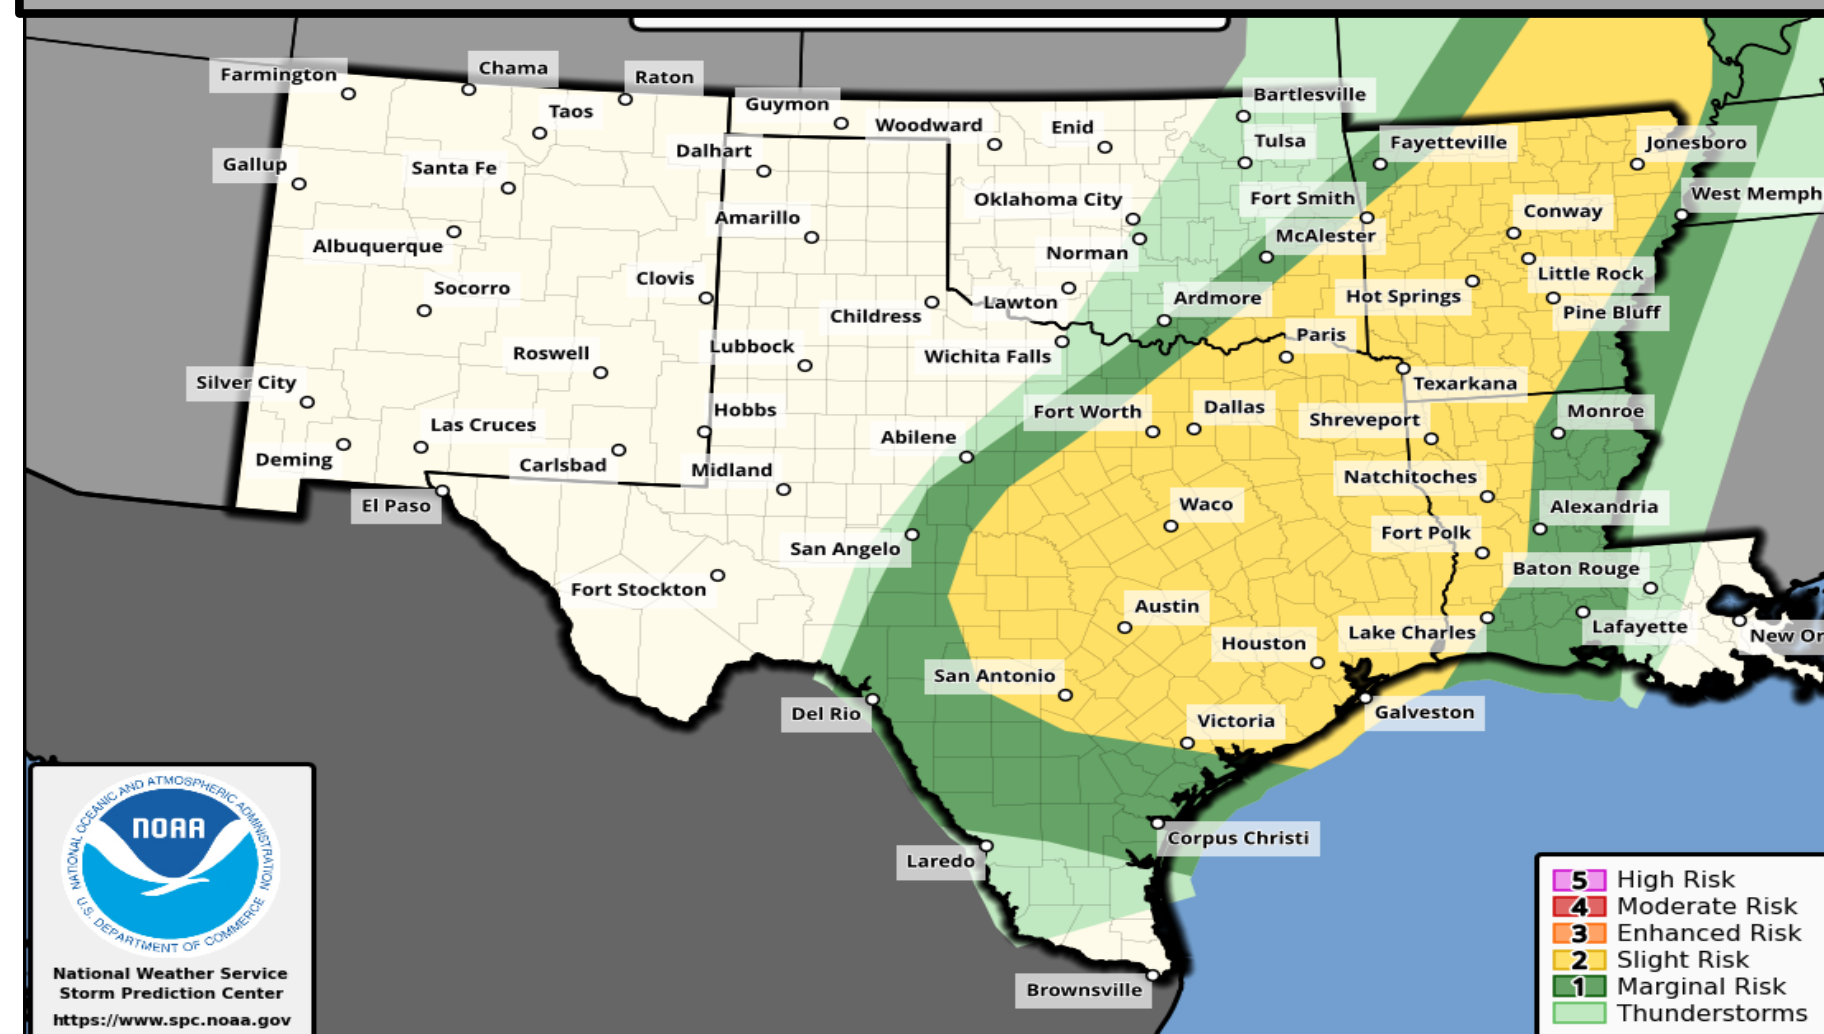 Farmington
Chama
Raton
Taos
Guymon
Woodward
Enid
Bartlesville
Tulsa
Fayetteville
Jonesboro
Gallup
Santa Fe
Dalhart
Oklahoma City
Fort Smith
West Memph
Conway
Amarillo
Albuquerque
Norman
McAlester
Little Rock
Socorro
Clovis
Childress
Lawton
Ardmore
Hot Springs
Pine Bluff
Roswell
Lubbock
Wichita Falls
Paris
Silver City
Texarkana
Las Cruces
Hobbs
Fort Worth
Dallas
Shreveport
Monroe
Deming
Carlsbad
Midland
Abilene
Natchitoches
El Paso
Waco
Alexandria
San Angelo
Fort Polk
Fort Stockton
Baton Rouge
Austin
Lake Charles
Lafayette
New Or
Houston
San Antonio
Del Rio
Victoria
Galveston
Corpus Christi
Laredo
Brownsville
NATIONAL OCEANIC AND ATMOSPHERIC ADMINISTRATION
NOAA
U.S. DEPARTMENT OF COMMERCE
National Weather Service
Storm Prediction Center
https://www.spc.noaa.gov
5 High Risk
4 Moderate Risk
3 Enhanced Risk
2 Slight Risk
1 Marginal Risk
Thunderstorms